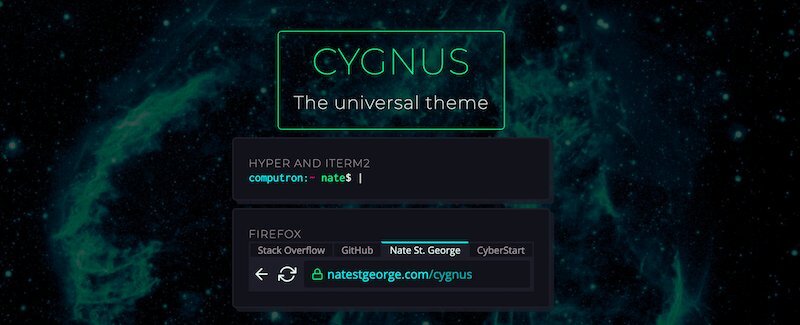 CYGNUS
The universal theme
HYPER AND ITERM2
computron:~ nate$ |
FIREFOX
Stack Overflow GitHub Nate St. George CyberStart
natestgeorge.com/cygnus